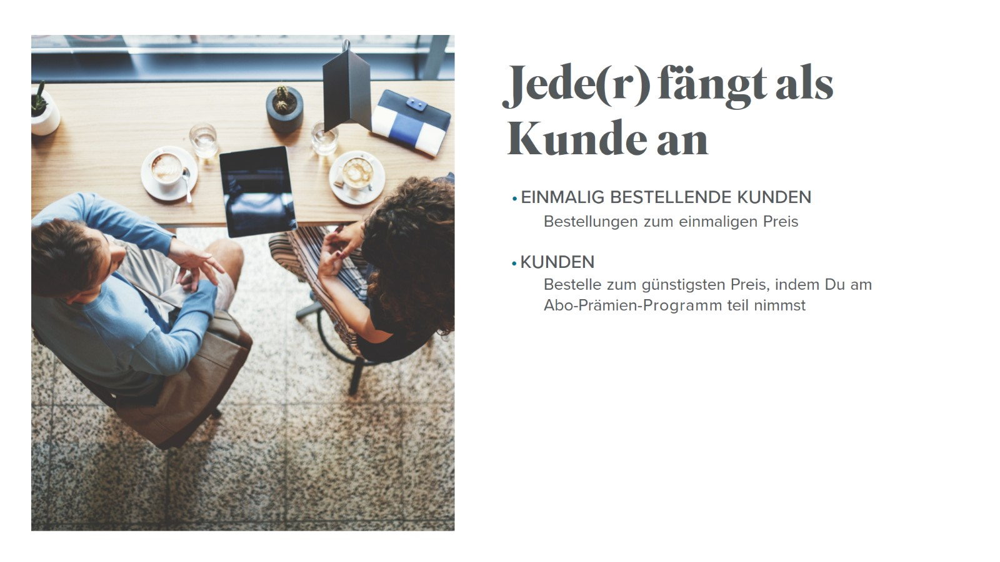 Jede(r) fängt als
Kunde an
• EINMALIG BESTELLENDE KUNDEN
Bestellungen zum einmaligen Preis
• KUNDEN
Bestelle zum günstigsten Preis, indem Du am
Abo-Prämien-Programm teil nimmst